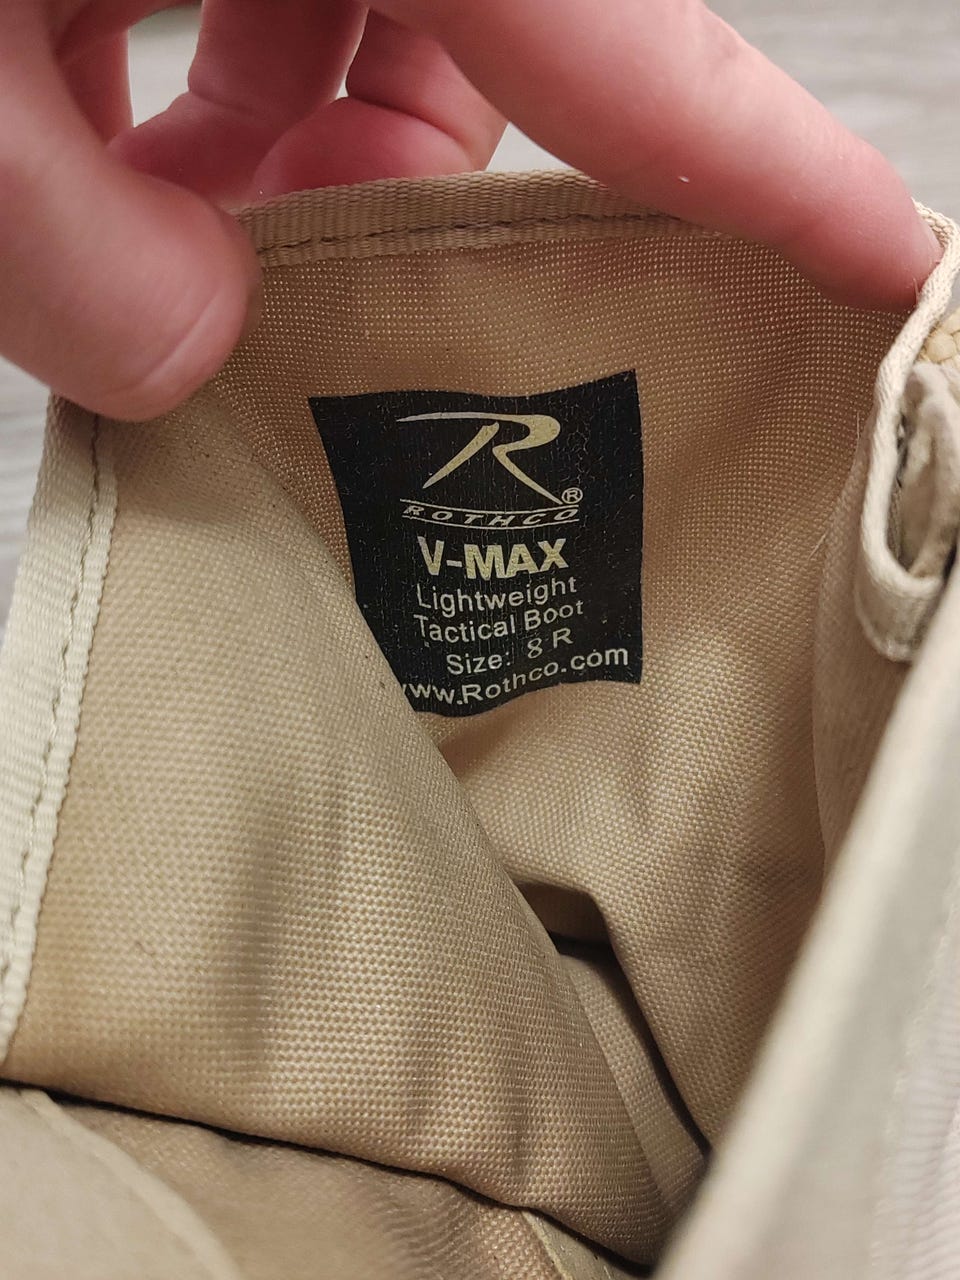 R®
ROTHCO
V-MAX
Lightweight
Tactical Boot
Size: 8 R
www.Rothco.com